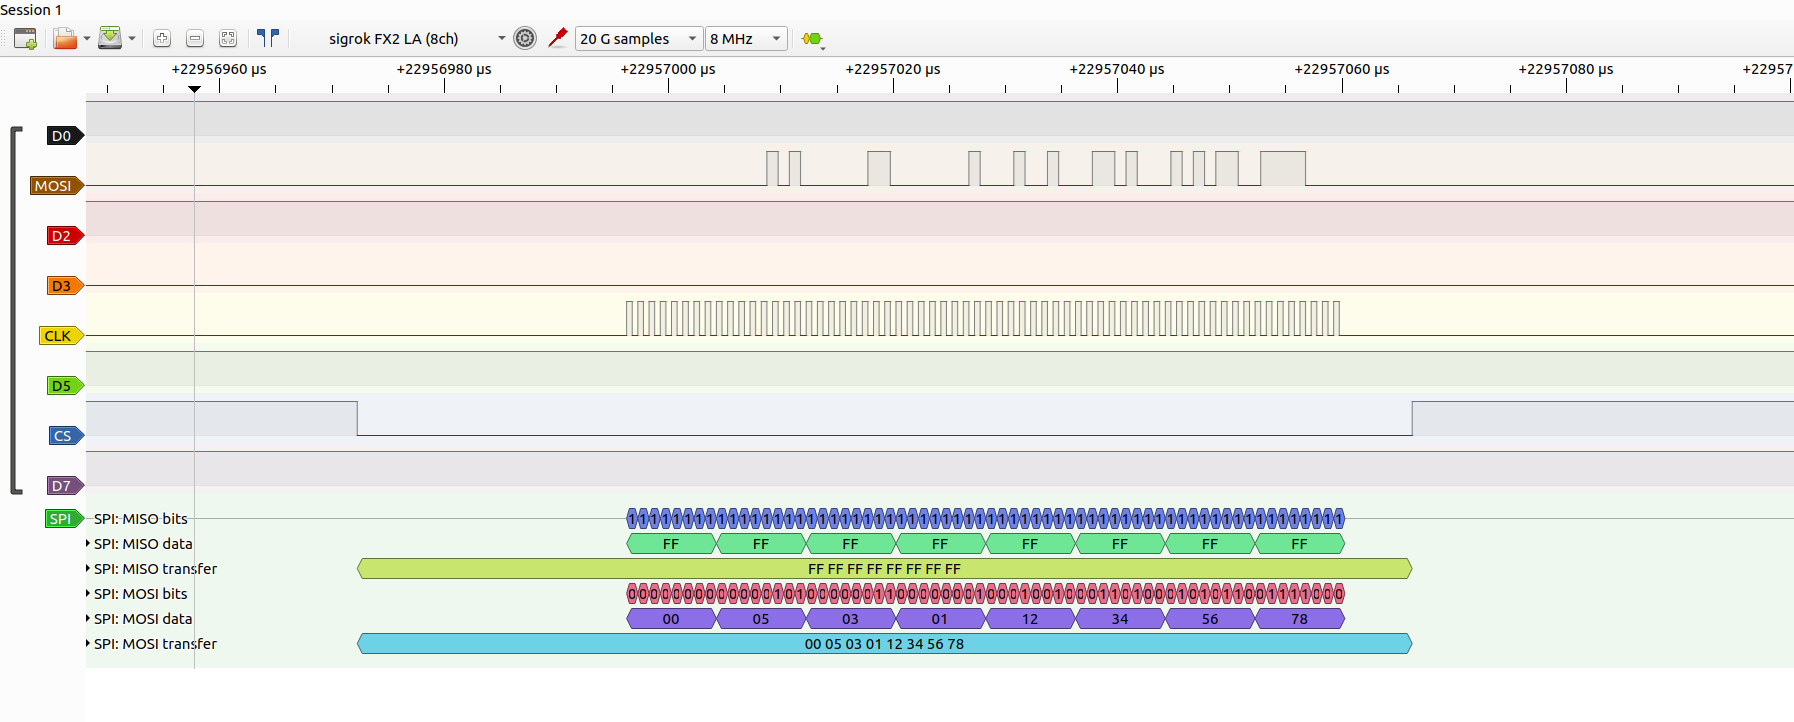 Session 1
sigrok FX2 LA (8ch) 20 G samples 8 MHz
+22956960 µs +22956980 µs +22957000 µs +22957020 µs +22957040 µs +22957060 µs +22957080 µs +22957
D0
MOSI
D2
D3
CLK
D5
CS
D7
SPI SPI: MISO bits 1111111111111111111111111111111111111111111111111111111111111111
SPI: MISO data FF FF FF FF FF FF FF FF
SPI: MISO transfer FF FF FF FF FF FF FF FF
SPI: MOSI bits 0000000000000101000000110000000100010010001101000101011001111000
SPI: MOSI data 00 05 03 01 12 34 56 78
SPI: MOSI transfer 00 05 03 01 12 34 56 78